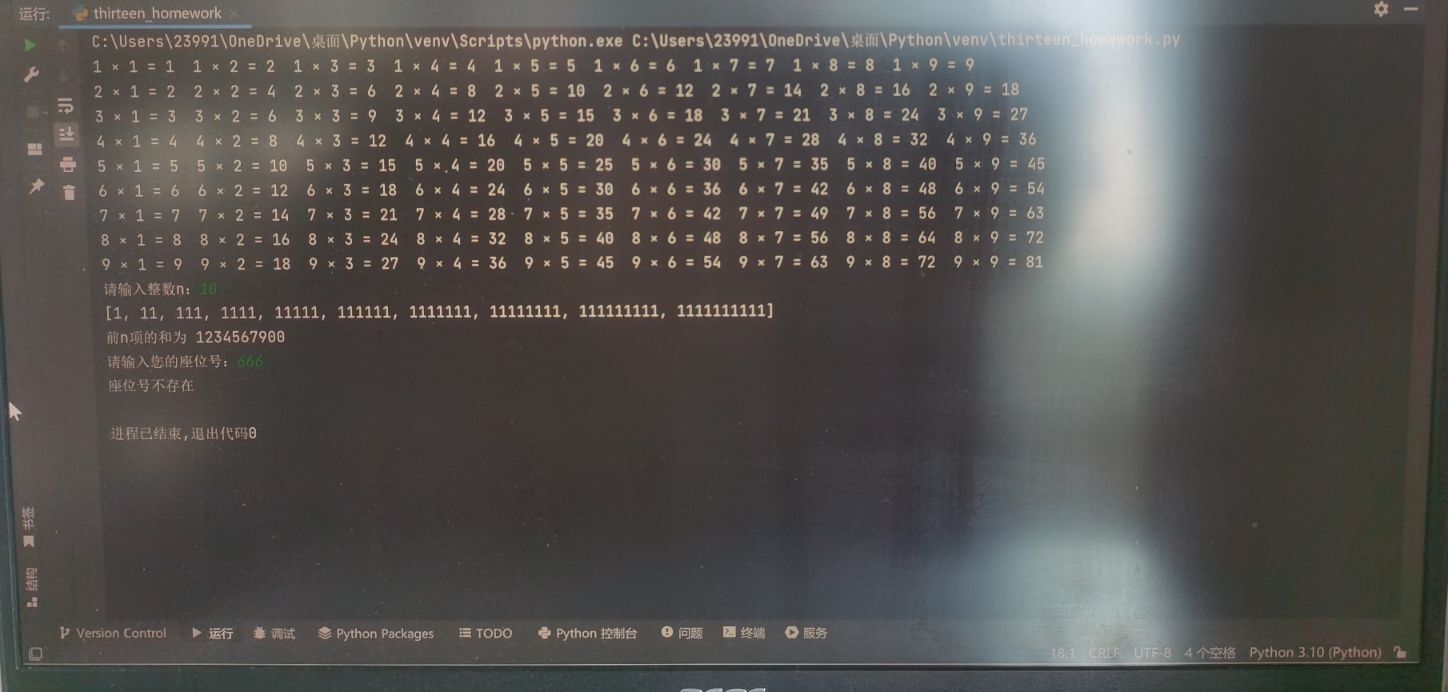 运行: thirteen_homework ×
C:\Users\23991\OneDrive\桌面\Python\venv\Scripts\python.exe C:\Users\23991\OneDrive\桌面\Python\venv\thirteen_homework.py
1 × 1 = 1 1 × 2 = 2 1 × 3 = 3 1 × 4 = 4 1 × 5 = 5 1 × 6 = 6 1 × 7 = 7 1 × 8 = 8 1 × 9 = 9
2 × 1 = 2 2 × 2 = 4 2 × 3 = 6 2 × 4 = 8 2 × 5 = 10 2 × 6 = 12 2 × 7 = 14 2 × 8 = 16 2 × 9 = 18
3 × 1 = 3 3 × 2 = 6 3 × 3 = 9 3 × 4 = 12 3 × 5 = 15 3 × 6 = 18 3 × 7 = 21 3 × 8 = 24 3 × 9 = 27
4 × 1 = 4 4 × 2 = 8 4 × 3 = 12 4 × 4 = 16 4 × 5 = 20 4 × 6 = 24 4 × 7 = 28 4 × 8 = 32 4 × 9 = 36
5 × 1 = 5 5 × 2 = 10 5 × 3 = 15 5 × 4 = 20 5 × 5 = 25 5 × 6 = 30 5 × 7 = 35 5 × 8 = 40 5 × 9 = 45
6 × 1 = 6 6 × 2 = 12 6 × 3 = 18 6 × 4 = 24 6 × 5 = 30 6 × 6 = 36 6 × 7 = 42 6 × 8 = 48 6 × 9 = 54
7 × 1 = 7 7 × 2 = 14 7 × 3 = 21 7 × 4 = 28 7 × 5 = 35 7 × 6 = 42 7 × 7 = 49 7 × 8 = 56 7 × 9 = 63
8 × 1 = 8 8 × 2 = 16 8 × 3 = 24 8 × 4 = 32 8 × 5 = 40 8 × 6 = 48 8 × 7 = 56 8 × 8 = 64 8 × 9 = 72
9 × 1 = 9 9 × 2 = 18 9 × 3 = 27 9 × 4 = 36 9 × 5 = 45 9 × 6 = 54 9 × 7 = 63 9 × 8 = 72 9 × 9 = 81
请输入整数n：10
[1, 11, 111, 1111, 11111, 111111, 1111111, 11111111, 111111111, 1111111111]
前n项的和为 1234567900
请输入您的座位号：666
座位号不存在
进程已结束,退出代码0
书签
结构
Version Control 运行 调试 Python Packages TODO Python 控制台 问题 终端 服务
18:1 CRLF UTF-8 4 个空格 Python 3.10 (Python)